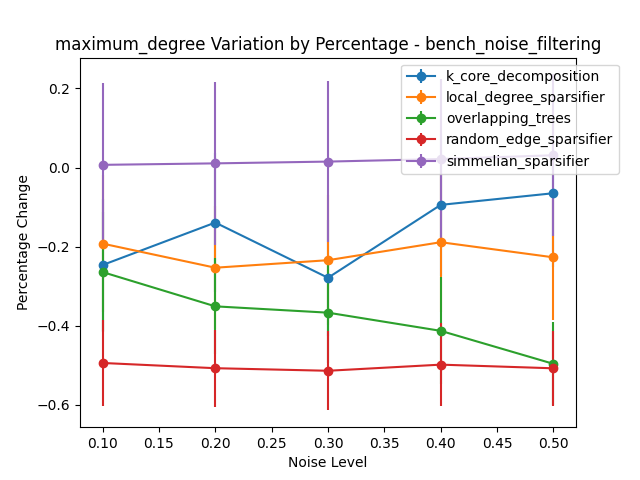 maximum_degree Variation by Percentage - bench_noise_filtering
k_core_decomposition
local_degree_sparsifier
overlapping_trees
random_edge_sparsifier
simmelian_sparsifier
Percentage Change
0.2
0.0
−0.2
−0.4
−0.6
0.10 0.15 0.20 0.25 0.30 0.35 0.40 0.45 0.50
Noise Level